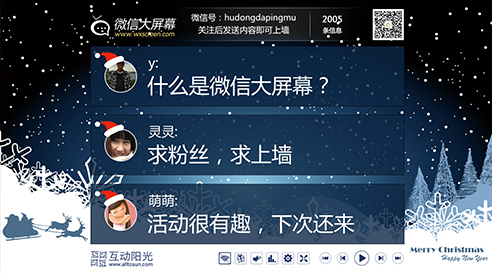 微信大屏幕
www.wxscreen.com
微信号：hudongdapingmu
关注后发送内容即可上墙
2005
条信息
y:
什么是微信大屏幕？
灵灵:
求粉丝，求上墙
萌萌:
活动很有趣，下次还来
互动阳光
www.alltosun.com
Merry Christmas
Happy New Year